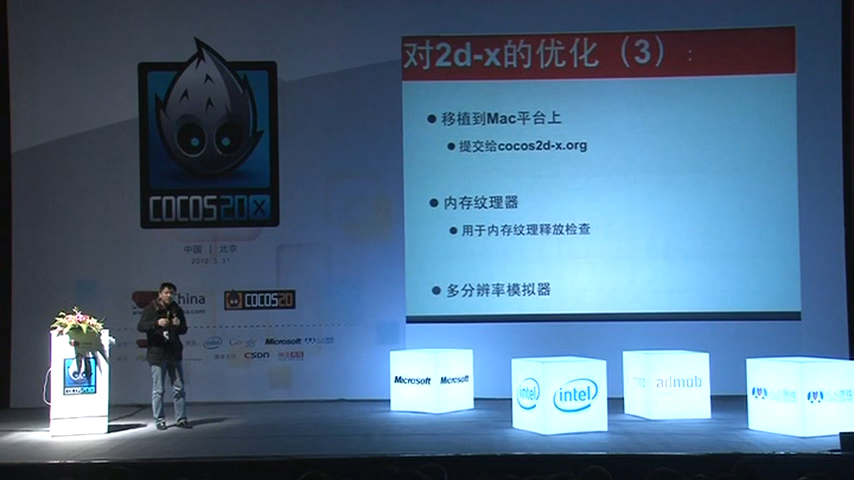 对2d-x的优化（3）：
● 移植到Mac平台上
● 提交给cocos2d-x.org
● 内存纹理器
● 用于内存纹理释放检查
● 多分辨率模拟器
COCOS2DX
中国 | 北京
China
COCOS2D
intel
Microsoft
CSDN
Microsoft
Microsoft
intel
intel
admob